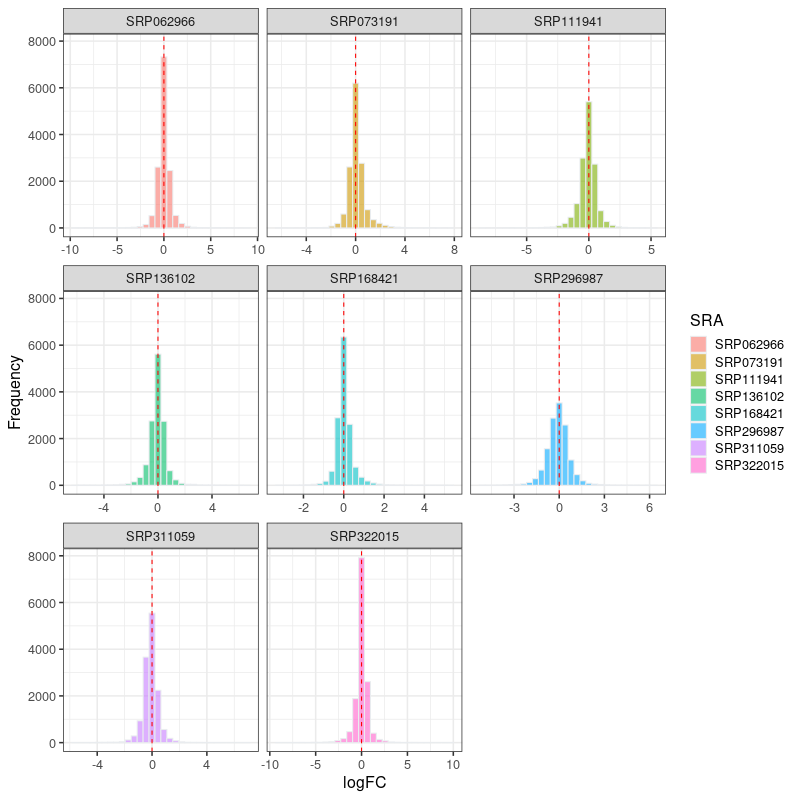 SRP062966 SRP073191 SRP111941
8000
6000
4000
2000
0
-10 -5 0 5 10 -4 0 4 8 -5 0 5
SRP136102 SRP168421 SRP296987
8000
6000
4000
2000
0
-4 0 4 -2 0 2 4 -3 0 3 6
SRP311059 SRP322015
8000
6000
4000
2000
0
-4 0 4 -10 -5 0 5 10
logFC
Frequency
SRA
SRP062966
SRP073191
SRP111941
SRP136102
SRP168421
SRP296987
SRP311059
SRP322015